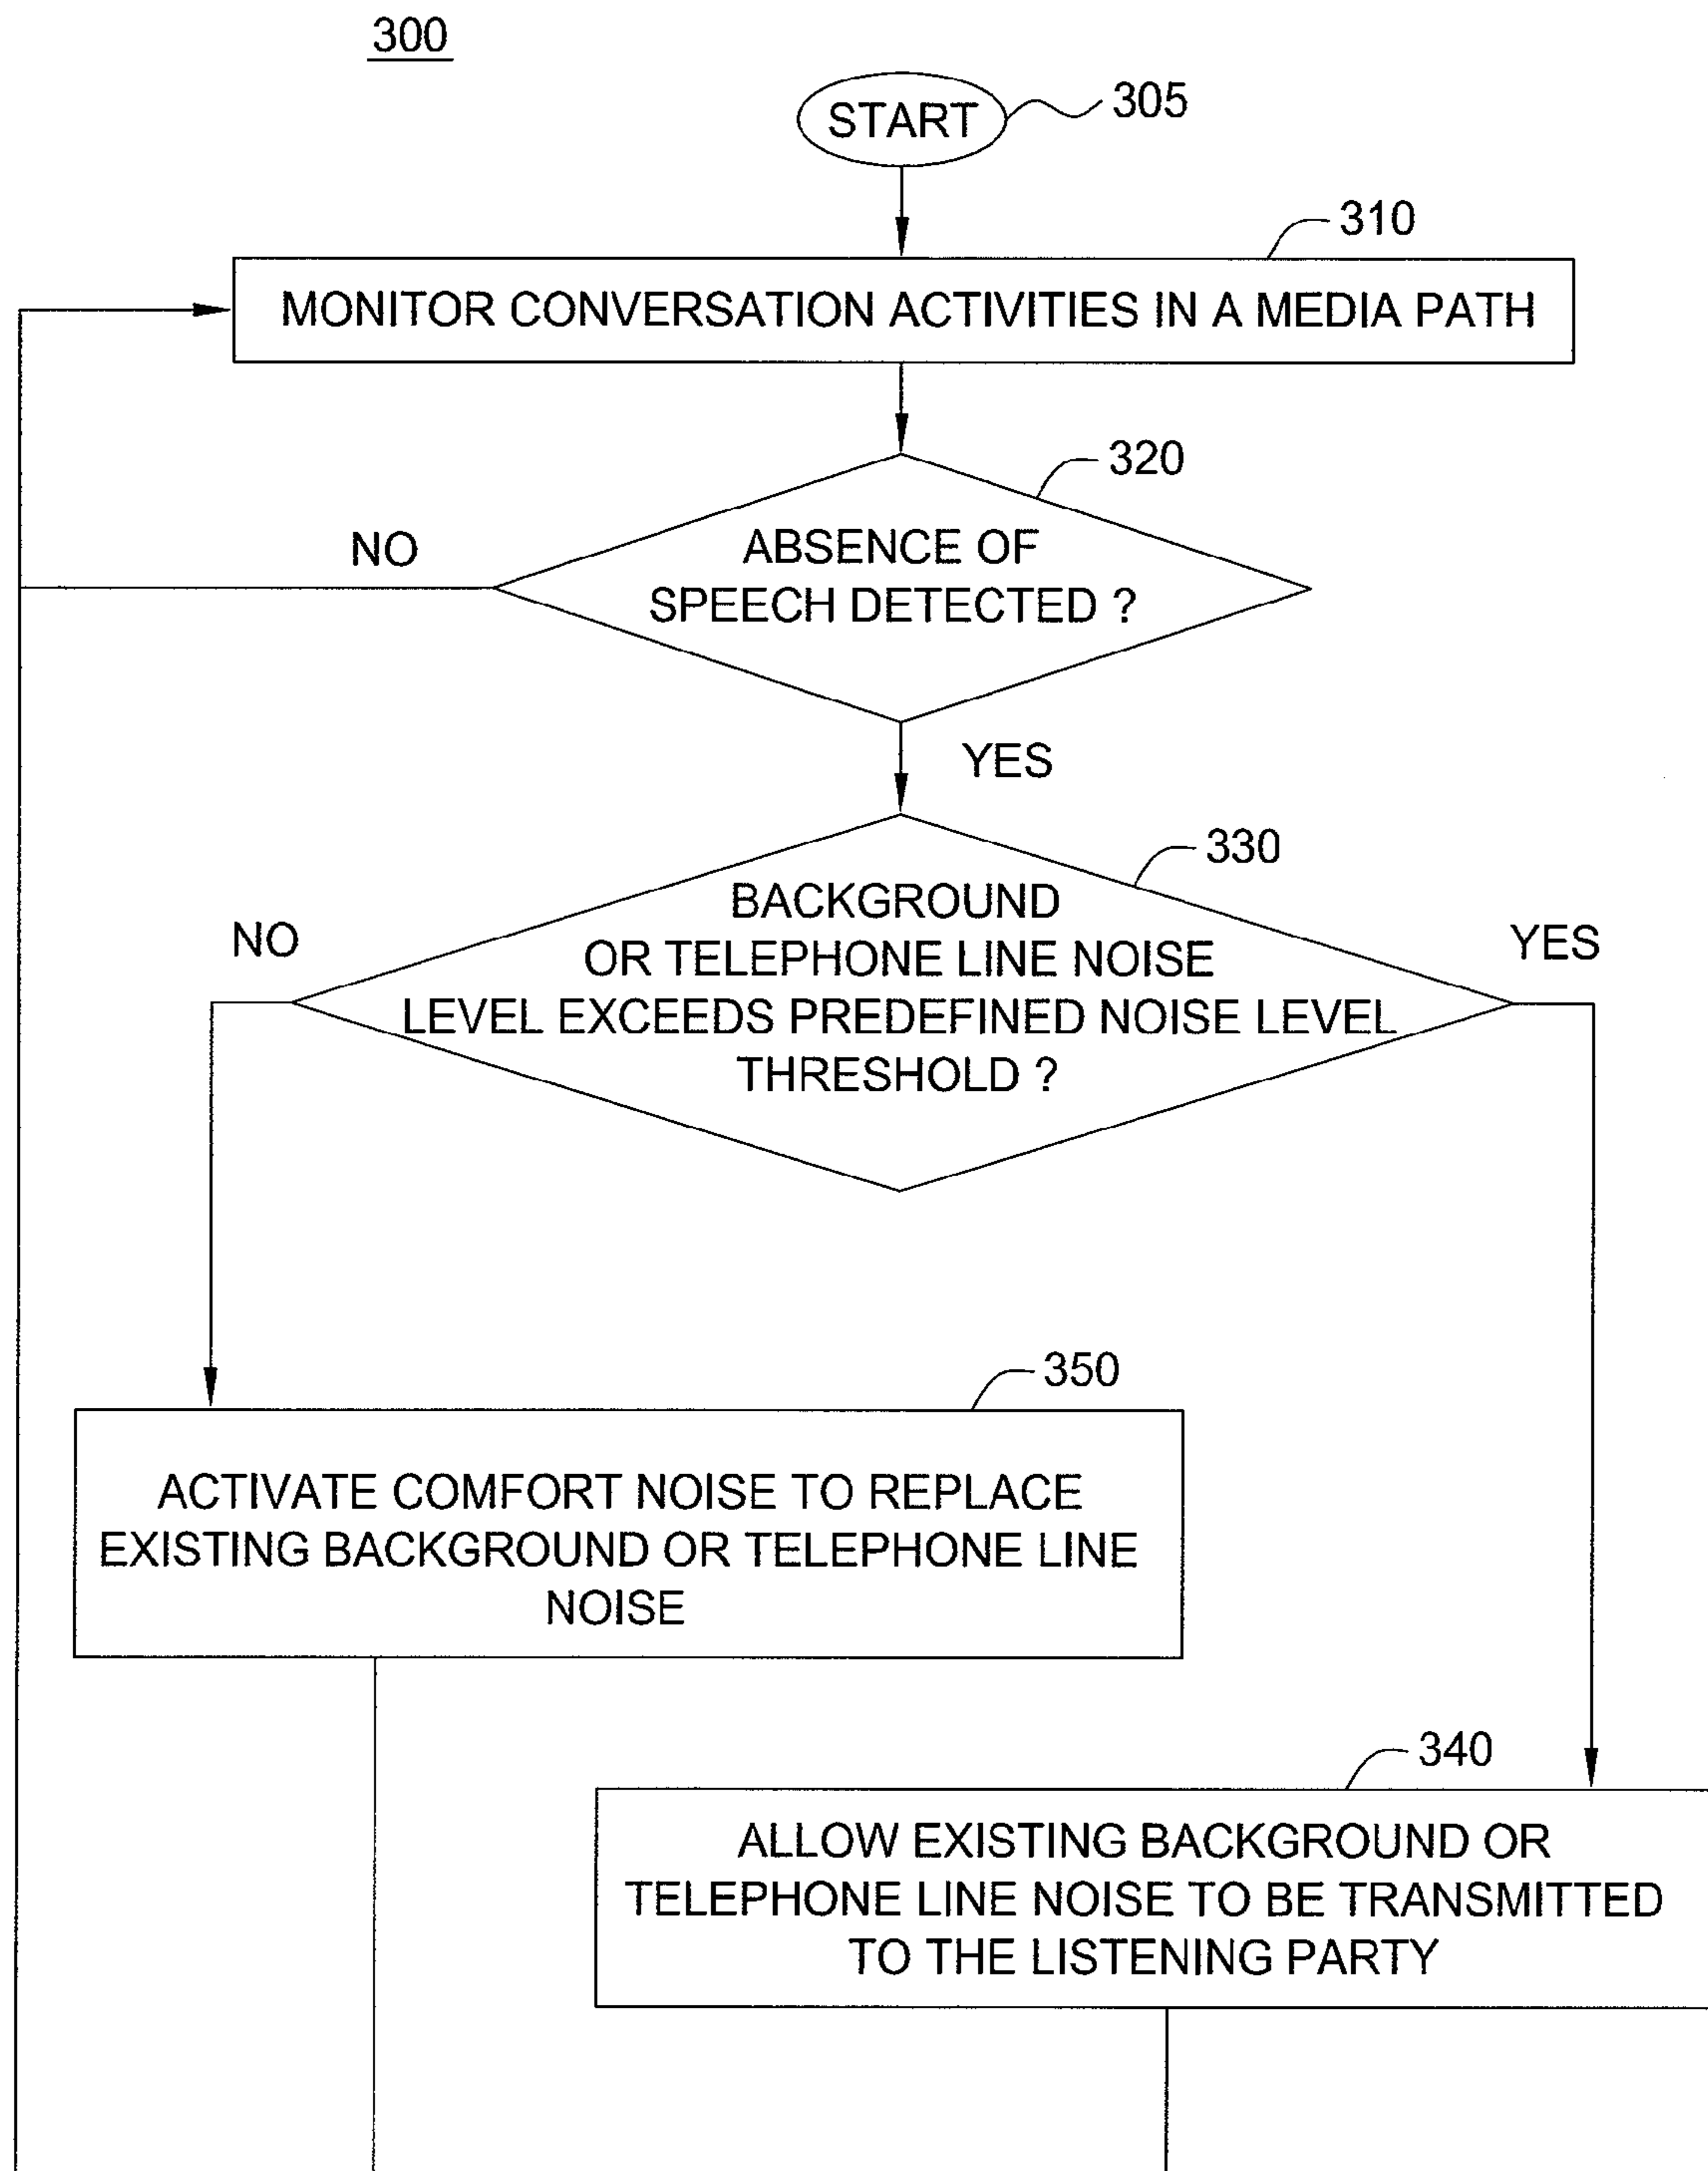 300
START
305
310
MONITOR CONVERSATION ACTIVITIES IN A MEDIA PATH
320
NO
ABSENCE OF
SPEECH DETECTED ?
YES
330
BACKGROUND
OR TELEPHONE LINE NOISE
LEVEL EXCEEDS PREDEFINED NOISE LEVEL
THRESHOLD ?
NO
YES
350
ACTIVATE COMFORT NOISE TO REPLACE
EXISTING BACKGROUND OR TELEPHONE LINE
NOISE
340
ALLOW EXISTING BACKGROUND OR
TELEPHONE LINE NOISE TO BE TRANSMITTED
TO THE LISTENING PARTY